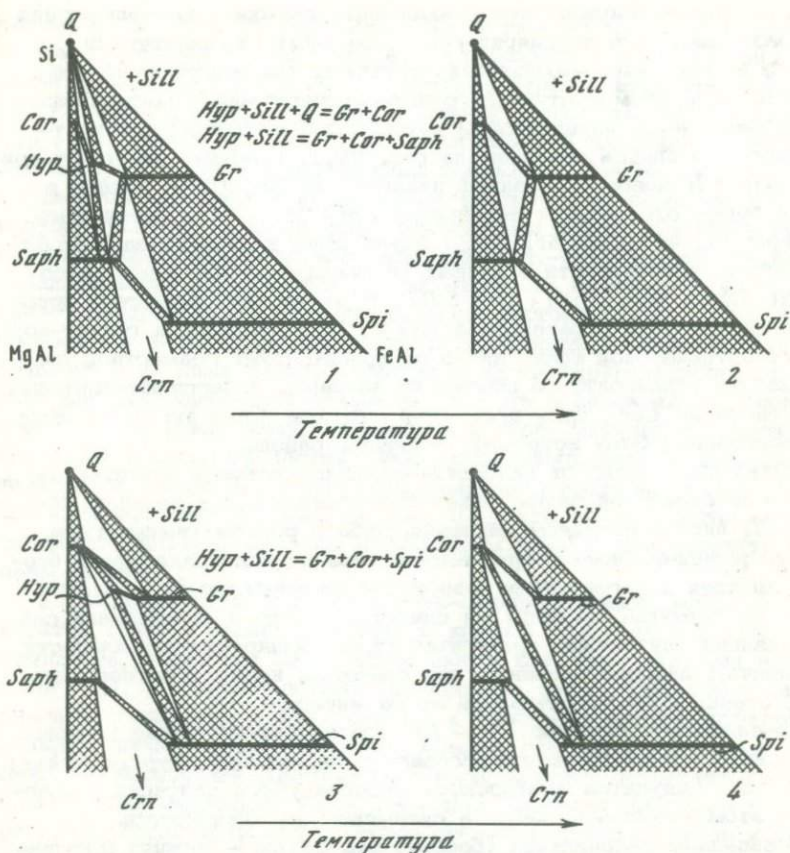 Q
Si
+Sill
Hyp+Sill+Q=Gr+Cor
Hyp+Sill=Gr+Cor+Saph
Cor
Hyp
Gr
Saph
Spi
MgAl
FeAl
Crn
1
Q
+Sill
Cor
Gr
Saph
Spi
Crn
2
Температура
Q
+Sill
Cor
Hyp+Sill=Gr+Cor+Spi
Hyp
Gr
Saph
Spi
Crn
3
Q
+Sill
Cor
Gr
Saph
Spi
Crn
4
Температура